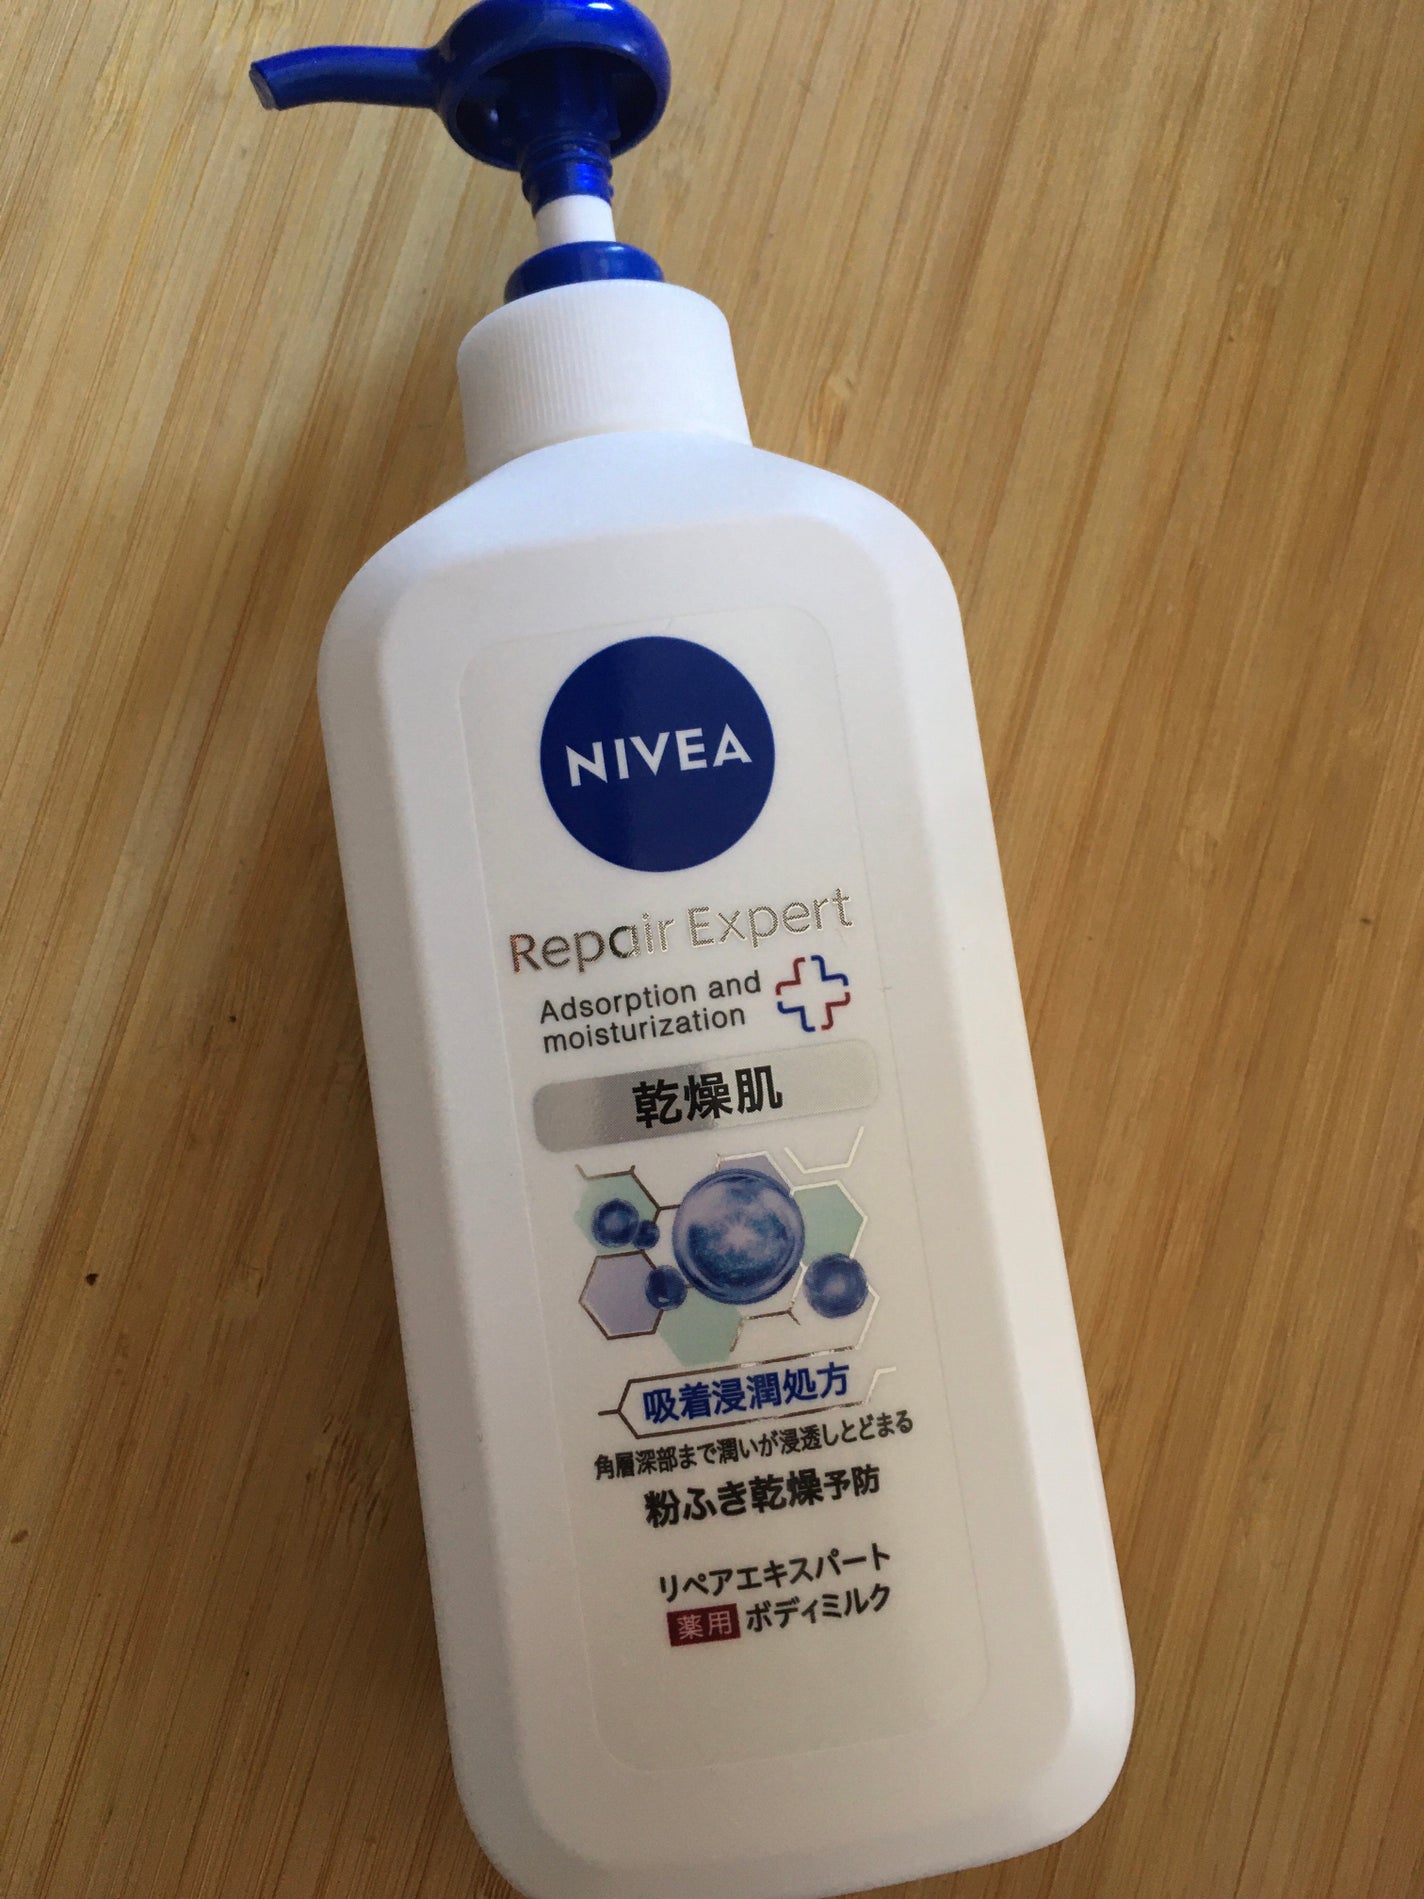 NIVEA
Repair Expert
Adsorption and
moisturization
乾燥肌
吸着浸潤処方
角層深部まで潤いが浸透しとどまる
粉ふき乾燥予防
リペアエキスパート
薬用 ボディミルク